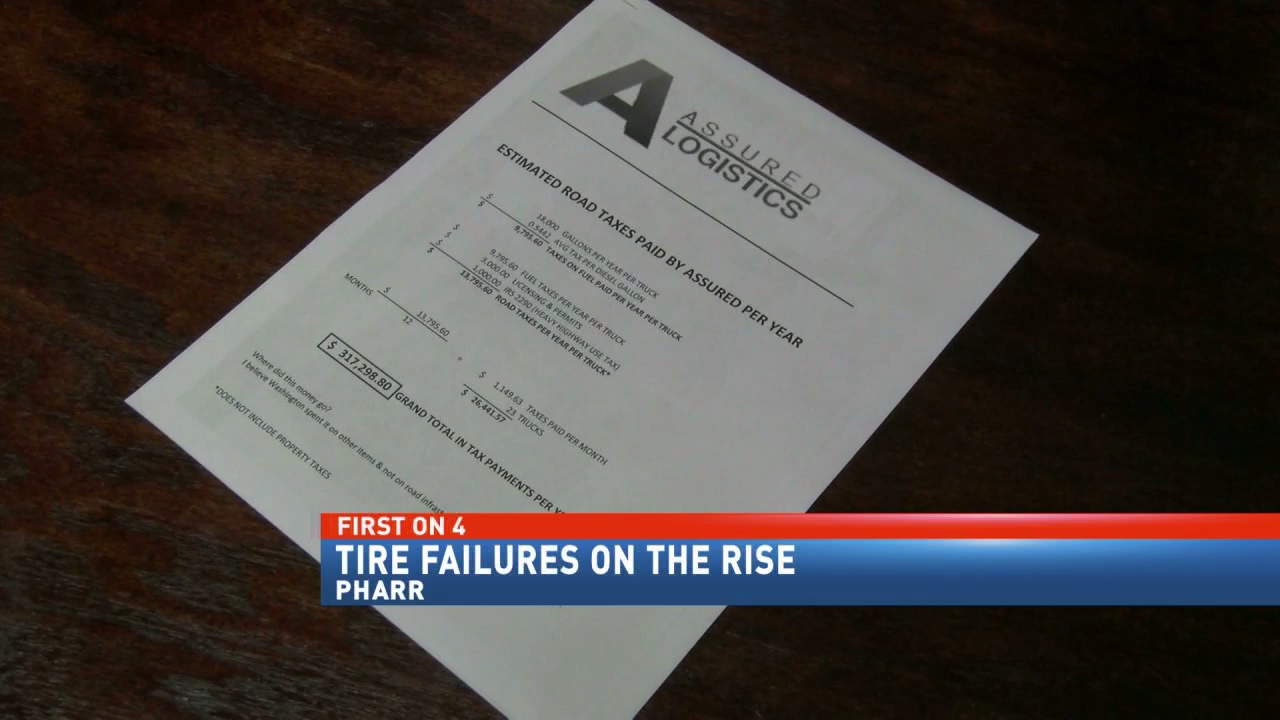 A ASSURED
LOGISTICS
ESTIMATED ROAD TAXES PAID BY ASSURED PER YEAR
18,000 GALLONS PER YEAR PER TRUCK
$ 0.5442 AVG TAX PER DIESEL GALLON
$ 9,795.60 TAXES ON FUEL PAID PER YEAR PER TRUCK
$ 9,795.60 FUEL TAXES PER YEAR PER TRUCK
$ 3,000.00 LICENSING & PERMITS
$ 1,000.00 IRS 2290 (HEAVY HIGHWAY USE TAX)
$ 13,795.60 ROAD TAXES PER YEAR PER TRUCK*
$ 13,795.60
MONTHS 12
$ 1,149.63 TAXES PAID PER MONTH
23 TRUCKS
$ 26,441.57
$ 317,298.80 GRAND TOTAL IN TAX PAYMENTS PER
Where did this money go?
I believe Washington spent it on other items & not on road
*DOES NOT INCLUDE PROPERTY TAXES
FIRST ON 4
TIRE FAILURES ON THE RISE
PHARR